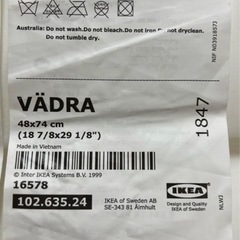 Australia: Do not wash.Do not bleach.Do not iron.Do not dryclean.
Do not tumble dry.
VÄDRA
48x74 cm
(18 7/8x29 1/8")
Made in Vietnam
© Inter IKEA Systems B.V. 1999
16578
102.635.24
IKEA of Sweden AB
SE-343 81 Älmhult
1847
IKEA
Design and Quality
IKEA of Sweden
NLWJ